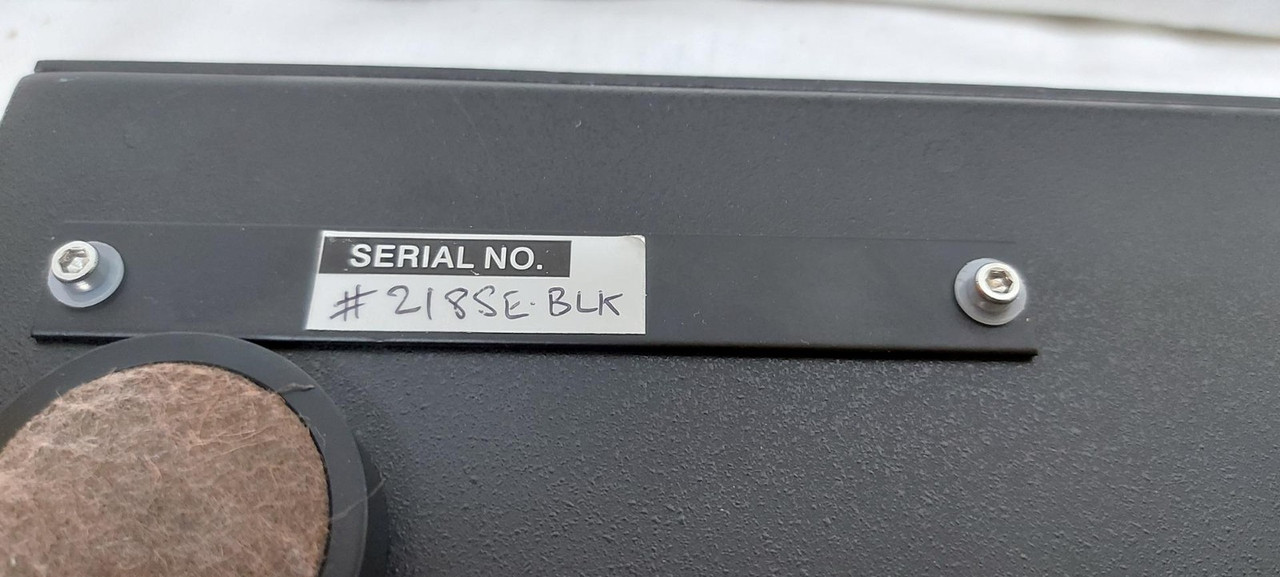 SERIAL NO.
#218SE-BLK